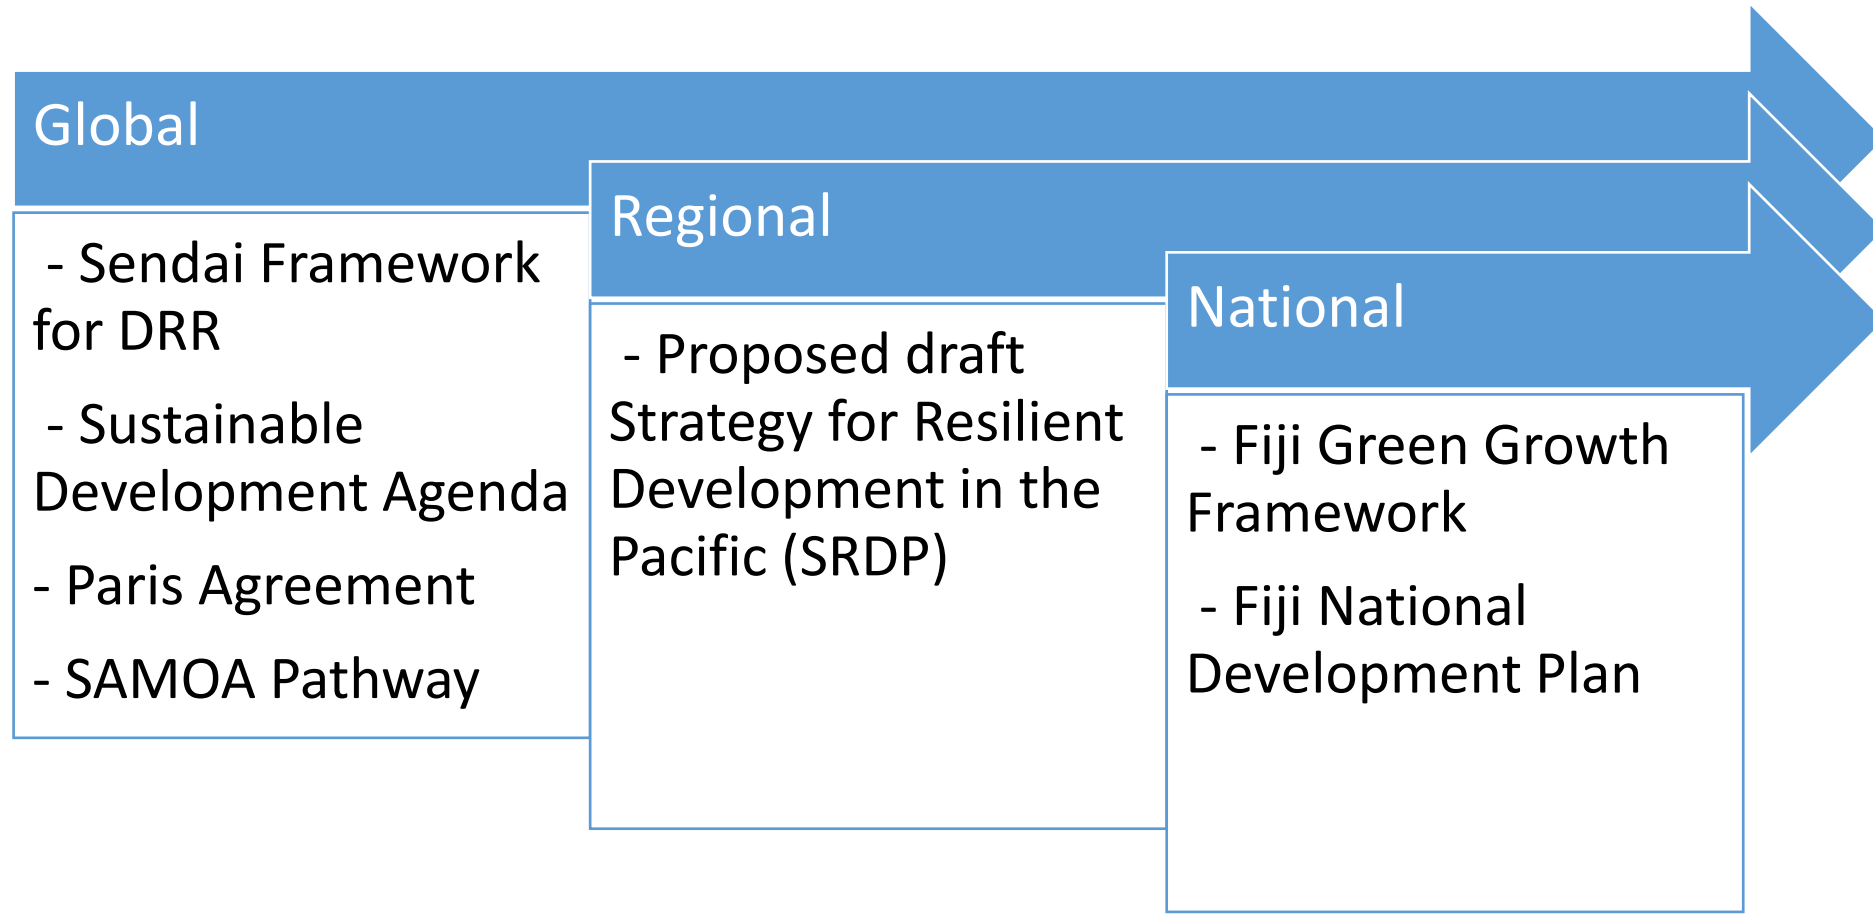 Global
- Sendai Framework
for DRR
- Sustainable
Development Agenda
- Paris Agreement
- SAMOA Pathway
Regional
- Proposed draft
Strategy for Resilient
Development in the
Pacific (SRDP)
National
- Fiji Green Growth
Framework
- Fiji National
Development Plan